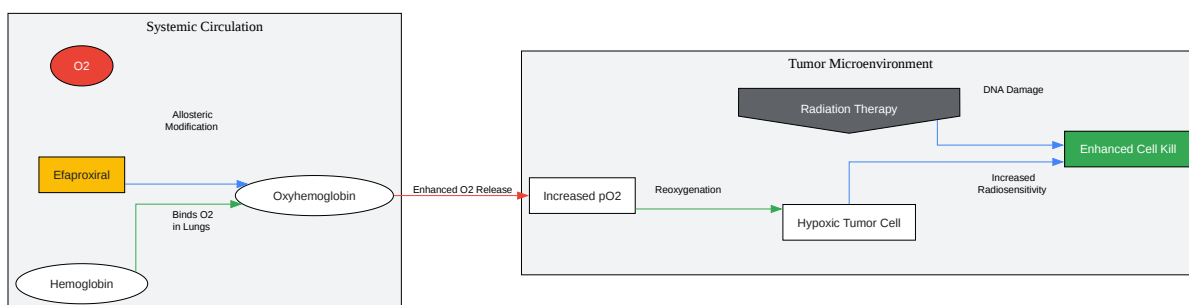 Systemic Circulation
O2
Allosteric
Modification
Efaproxiral
Oxyhemoglobin
Binds O2
in Lungs
Hemoglobin
Enhanced O2 Release
Tumor Microenvironment
Radiation Therapy
DNA Damage
Enhanced Cell Kill
Increased
Radiosensitivity
Increased pO2
Reoxygenation
Hypoxic Tumor Cell